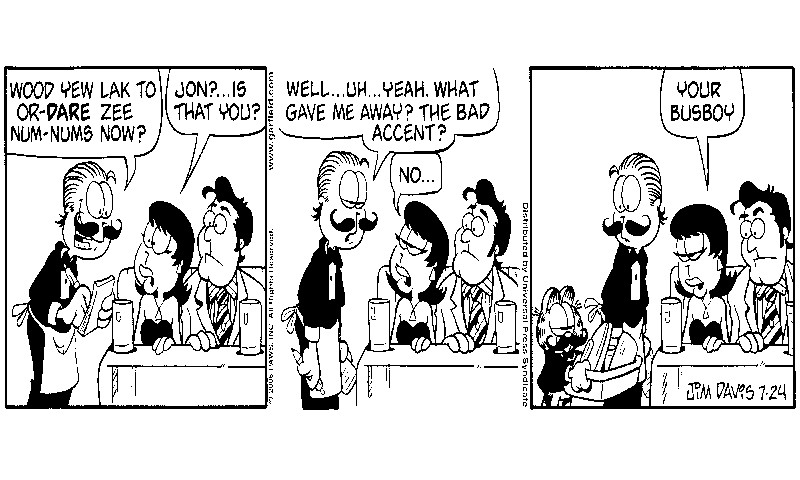 WOOD YEW LAK TO
OR-DARE ZEE
NUM-NUMS NOW?
JON?...IS
THAT YOU?
www.garfield.com
© 2006 PAWS, INC. All Rights Reserved.
WELL...UH...YEAH. WHAT
GAVE ME AWAY? THE BAD
ACCENT?
NO...
Distributed by Universal Press Syndicate
YOUR
BUSBOY
JIM DAVIS 7·24